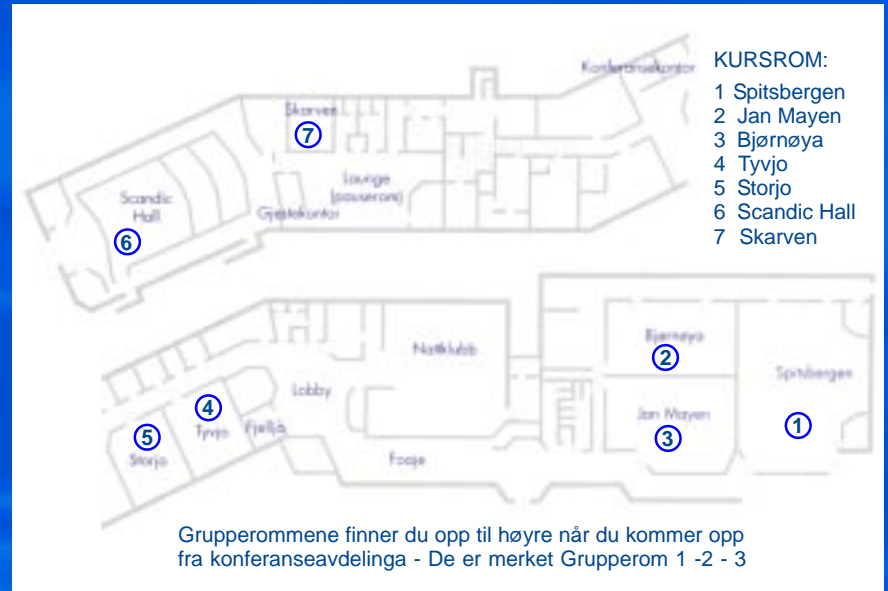 Konferansekontor
KURSROM:
1 Spitsbergen
2 Jan Mayen
3 Bjørnøya
4 Tyvjo
5 Storjo
6 Scandic Hall
7 Skarven
Skarven
7
Lounge
(pauserom)
Scandic
Hall
Gjestekontor
6
Bjørnøya
2
Nattklubb
Spitsbergen
Lobby
4
Jan Mayen
1
5
Tyvjo
Fjelljo
3
Storjo
Foaje
Grupperommene finner du opp til høyre når du kommer opp
fra konferanseavdelinga - De er merket Grupperom 1 -2 - 3